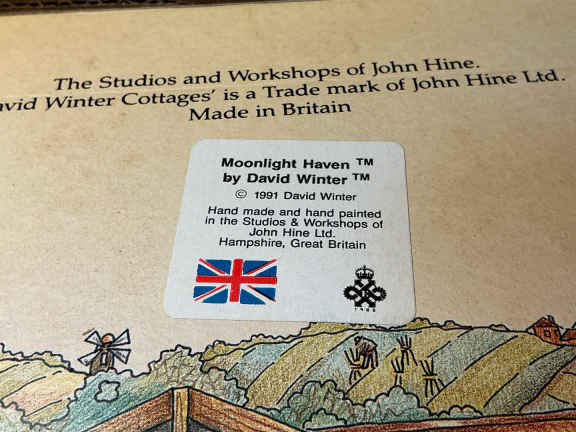 The Studios and Workshops of John Hine.
avid Winter Cottages' is a Trade mark of John Hine Ltd.
Made in Britain
Moonlight Haven ™
by David Winter ™
© 1991 David Winter
Hand made and hand painted
in the Studios & Workshops of
John Hine Ltd.
Hampshire, Great Britain